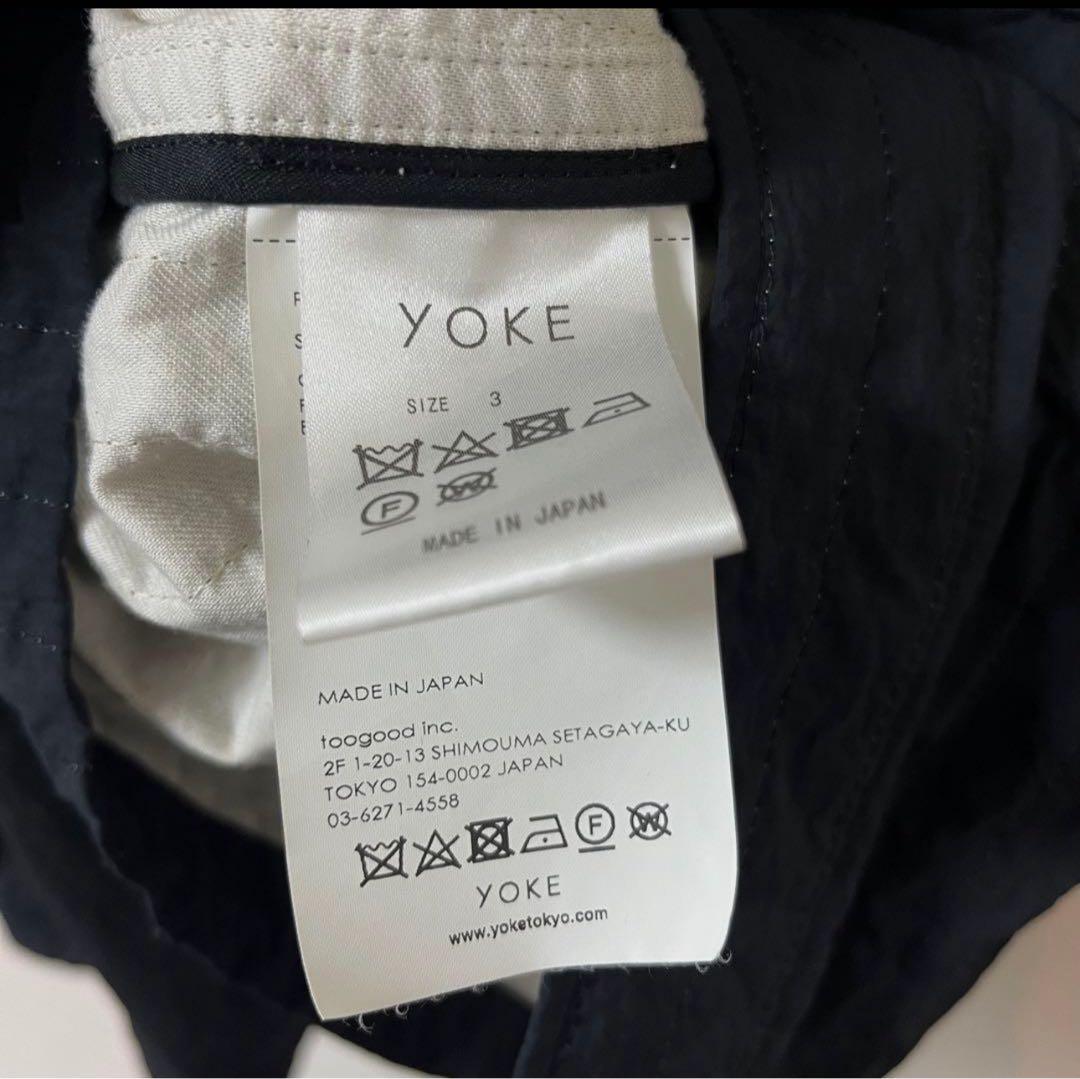 YOKE
SIZE 3
F W
MADE IN JAPAN
MADE IN JAPAN
toogood inc.
2F 1-20-13 SHIMOUMA SETAGAYA-KU
TOKYO 154-0002 JAPAN
03-6271-4558
F W
YOKE
www.yoketokyo.com